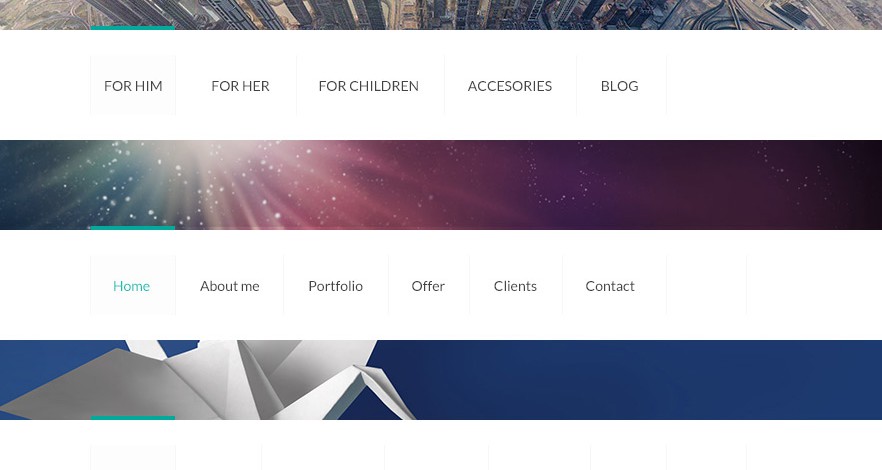 FOR HIM FOR HER FOR CHILDREN ACCESORIES BLOG
Home About me Portfolio Offer Clients Contact